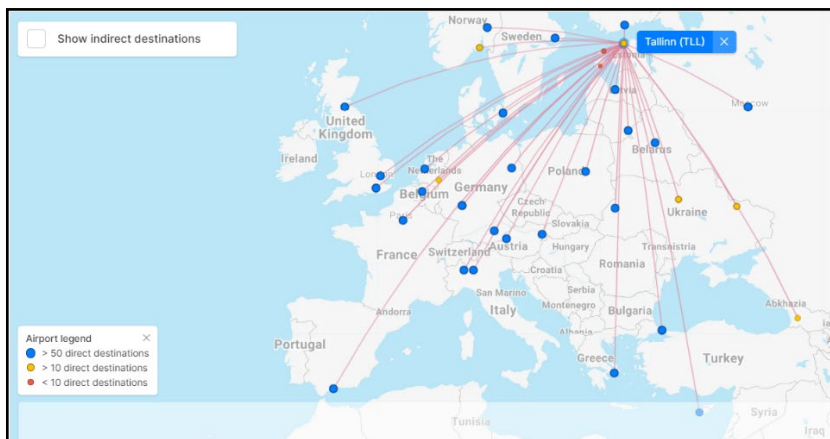 Show indirect destinations
Norway
Sweden
Tallinn (TLL)
Estonia
Latvia
Moscow
United
Kingdom
Ireland
London
The
Netherlands
Belgium
Germany
Poland
Belarus
Ukraine
Czech
Republic
Slovakia
Paris
France
Switzerland
Austria
Hungary
Transnistria
Romania
Croatia
San Marino
Italy
Serbia
Montenegro
Andorra
Bulgaria
Albania
Abkhazia
Portugal
Greece
Turkey
Airport legend
> 50 direct destinations
> 10 direct destinations
< 10 direct destinations
Tunisia
Syria
Iraq